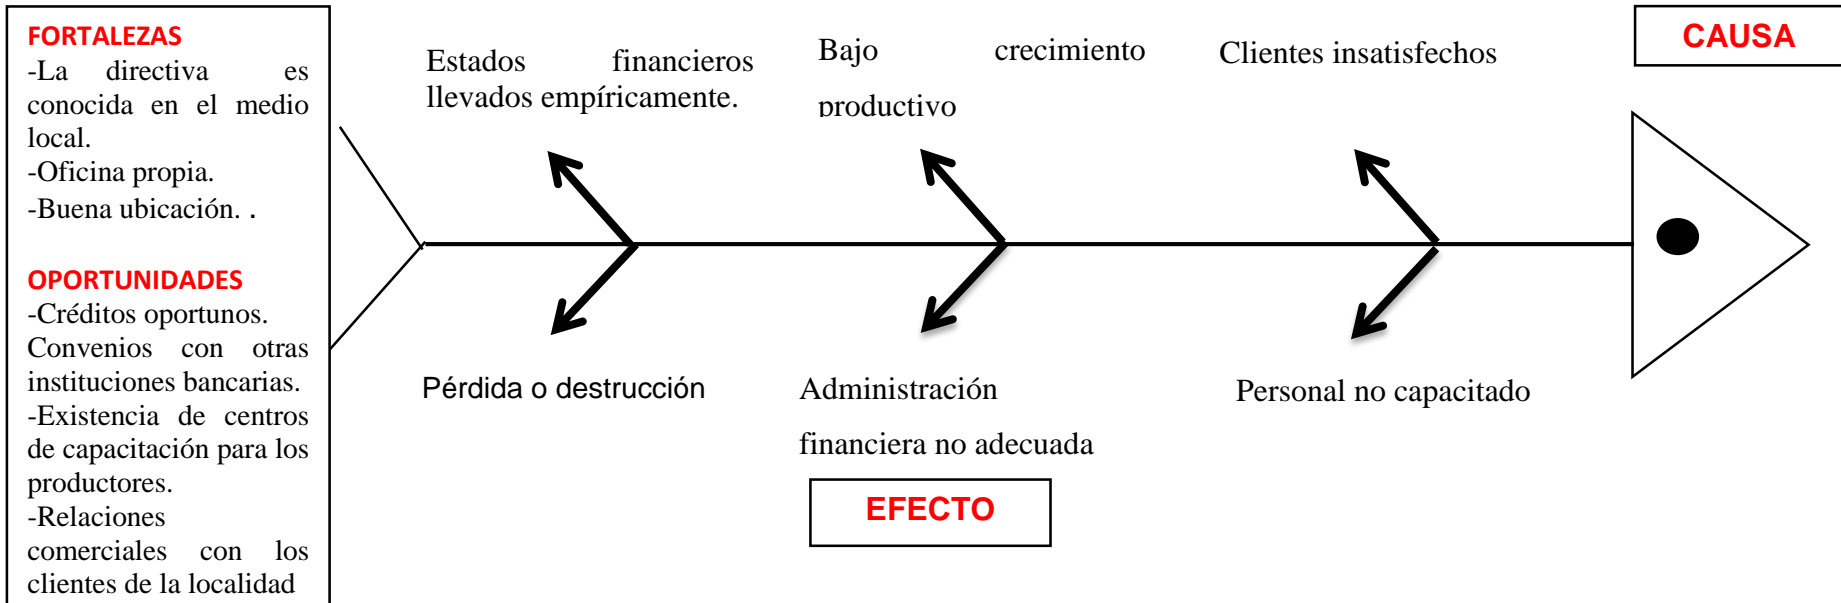 FORTALEZAS
-La directiva es
conocida en el medio
local.
-Oficina propia.
-Buena ubicación. .
OPORTUNIDADES
-Créditos oportunos.
Convenios con otras
instituciones bancarias.
-Existencia de centros
de capacitación para los
productores.
-Relaciones
comerciales con los
clientes de la localidad
Estados financieros
llevados empíricamente.
Bajo crecimiento
productivo
Clientes insatisfechos
CAUSA
Pérdida o destrucción
Administración
financiera no adecuada
Personal no capacitado
EFECTO